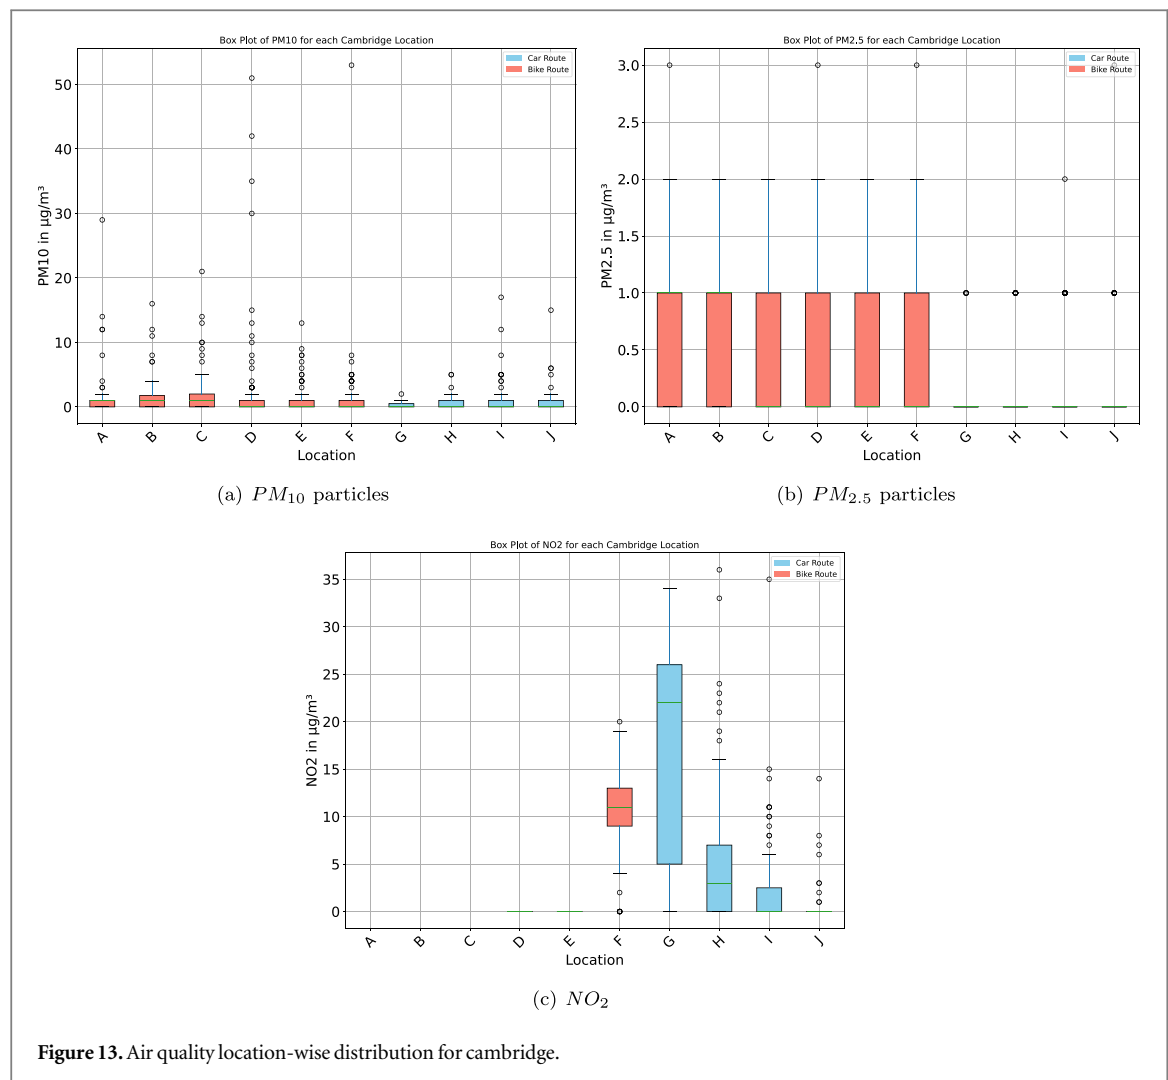 Box Plot of PM10 for each Cambridge Location
Car Route
Bike Route
PM10 in µg/m³
50
40
30
20
10
0
A B C D E F G H I J
Location
(a) PM10 particles
Box Plot of PM2.5 for each Cambridge Location
Car Route
Bike Route
PM2.5 in µg/m³
3.0
2.5
2.0
1.5
1.0
0.5
0.0
A B C D E F G H I J
Location
(b) PM2.5 particles
Box Plot of NO2 for each Cambridge Location
Car Route
Bike Route
NO2 in µg/m³
35
30
25
20
15
10
5
0
A B C D E F G H I J
Location
(c) NO2
Figure 13. Air quality location-wise distribution for cambridge.